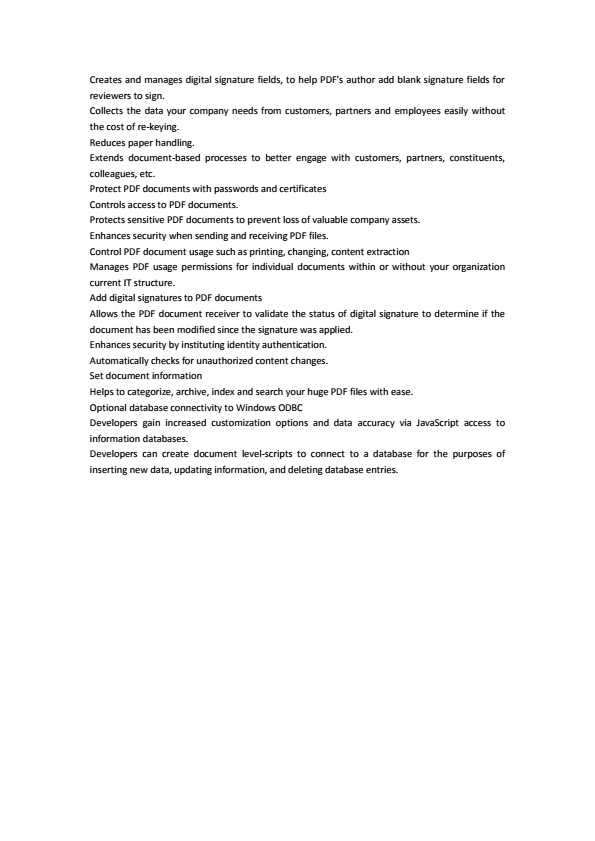 Creates and manages digital signature fields, to help PDF's author add blank signature fields for
reviewers to sign.
Collects the data your company needs from customers, partners and employees easily without
the cost of re-keying.
Reduces paper handling.
Extends document-based processes to better engage with customers, partners, constituents,
colleagues, etc.
Protect PDF documents with passwords and certificates
Controls access to PDF documents.
Protects sensitive PDF documents to prevent loss of valuable company assets.
Enhances security when sending and receiving PDF files.
Control PDF document usage such as printing, changing, content extraction
Manages PDF usage permissions for individual documents within or without your organization
current IT structure.
Add digital signatures to PDF documents
Allows the PDF document receiver to validate the status of digital signature to determine if the
document has been modified since the signature was applied.
Enhances security by instituting identity authentication.
Automatically checks for unauthorized content changes.
Set document information
Helps to categorize, archive, index and search your huge PDF files with ease.
Optional database connectivity to Windows ODBC
Developers gain increased customization options and data accuracy via JavaScript access to
information databases.
Developers can create document level-scripts to connect to a database for the purposes of
inserting new data, updating information, and deleting database entries.